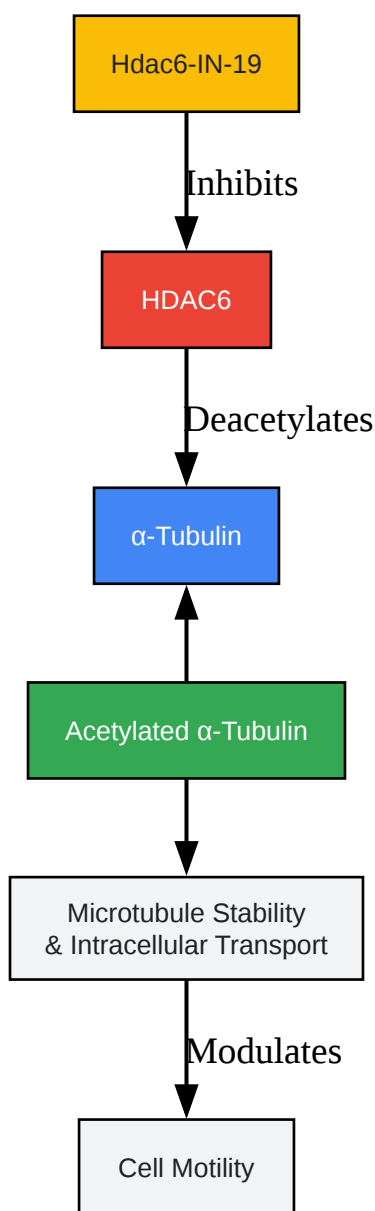 Hdac6-IN-19
Inhibits
HDAC6
Deacetylates
α-Tubulin
Acetylated α-Tubulin
Microtubule Stability
& Intracellular Transport
Modulates
Cell Motility